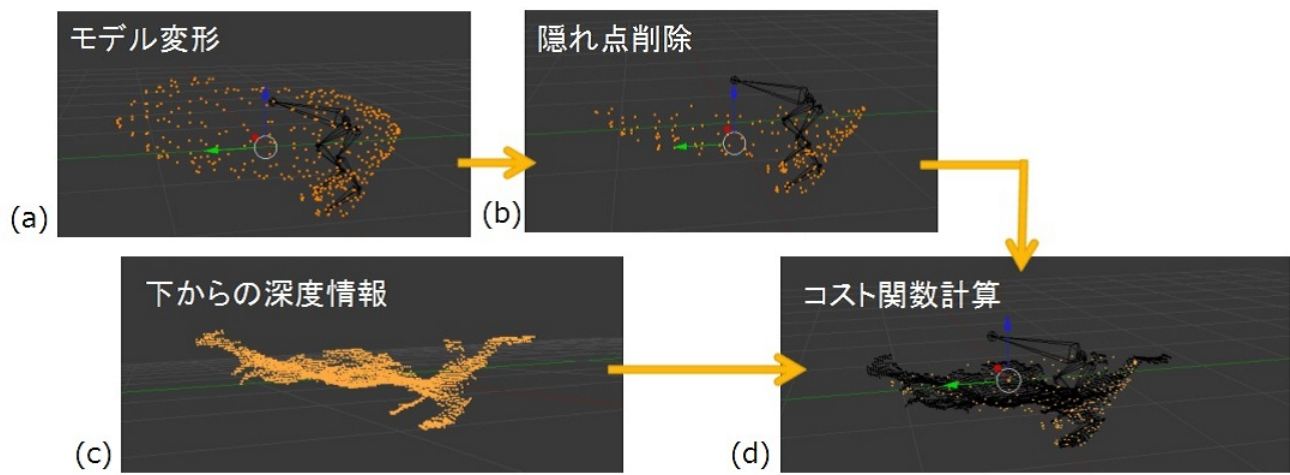 モデル変形
隠れ点削除
(a)
(b)
下からの深度情報
コスト関数計算
(c)
(d)